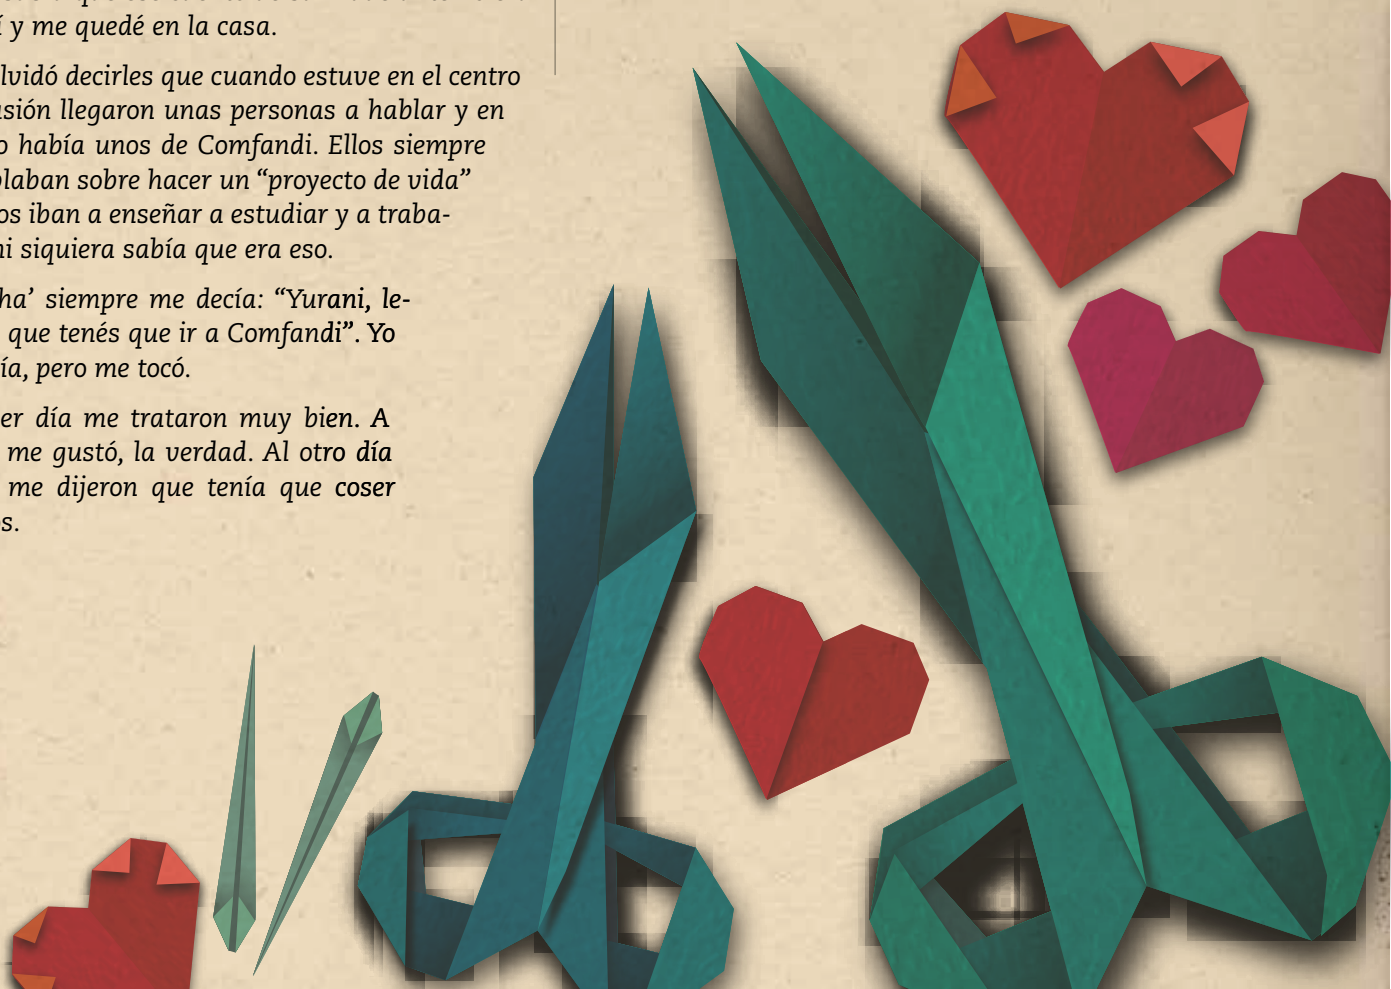 í y me quedé en la casa.
lvidó decirles que cuando estuve en el centro
usión llegaron unas personas a hablar y en
o había unos de Comfandi. Ellos siempre
blaban sobre hacer un “proyecto de vida”
os iban a enseñar a estudiar y a traba-
ni siquiera sabía que era eso.
ha’ siempre me decía: “Yurani, le-
que tenés que ir a Comfandi”. Yo
ía, pero me tocó.
er día me trataron muy bien. A
me gustó, la verdad. Al otro día
me dijeron que tenía que coser
os.